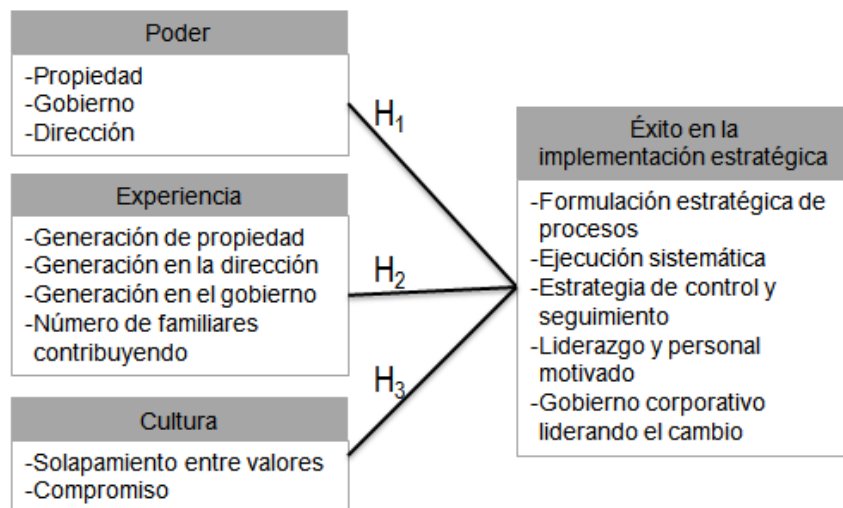 Poder
-Propiedad
-Gobierno
-Dirección
H1
Experiencia
-Generación de propiedad
-Generación en la dirección
-Generación en el gobierno
-Número de familiares
contribuyendo
H2
Cultura
-Solapamiento entre valores
-Compromiso
H3
Éxito en la
implementación estratégica
-Formulación estratégica de
procesos
-Ejecución sistemática
-Estrategia de control y
seguimiento
-Liderazgo y personal
motivado
-Gobierno corporativo
liderando el cambio